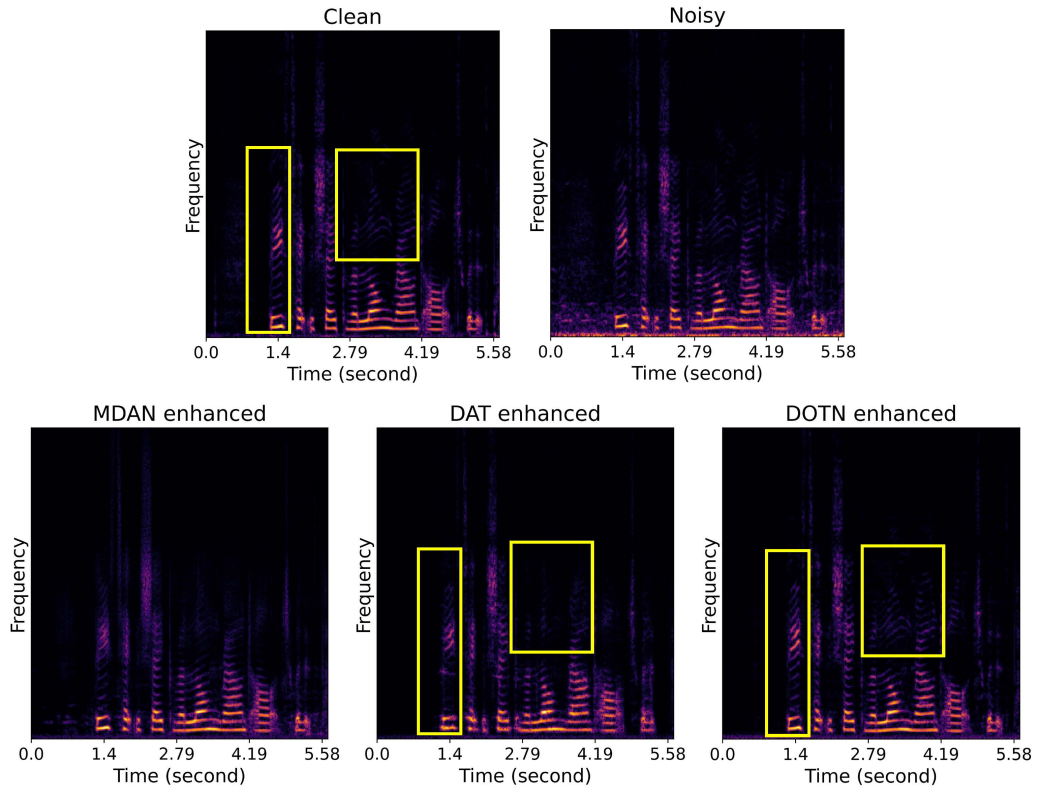 Clean
Noisy
Frequency
Frequency
0.0 1.4 2.79 4.19 5.58
0.0 1.4 2.79 4.19 5.58
Time (second)
Time (second)
MDAN enhanced
DAT enhanced
DOTN enhanced
Frequency
Frequency
Frequency
0.0 1.4 2.79 4.19 5.58
0.0 1.4 2.79 4.19 5.58
0.0 1.4 2.79 4.19 5.58
Time (second)
Time (second)
Time (second)